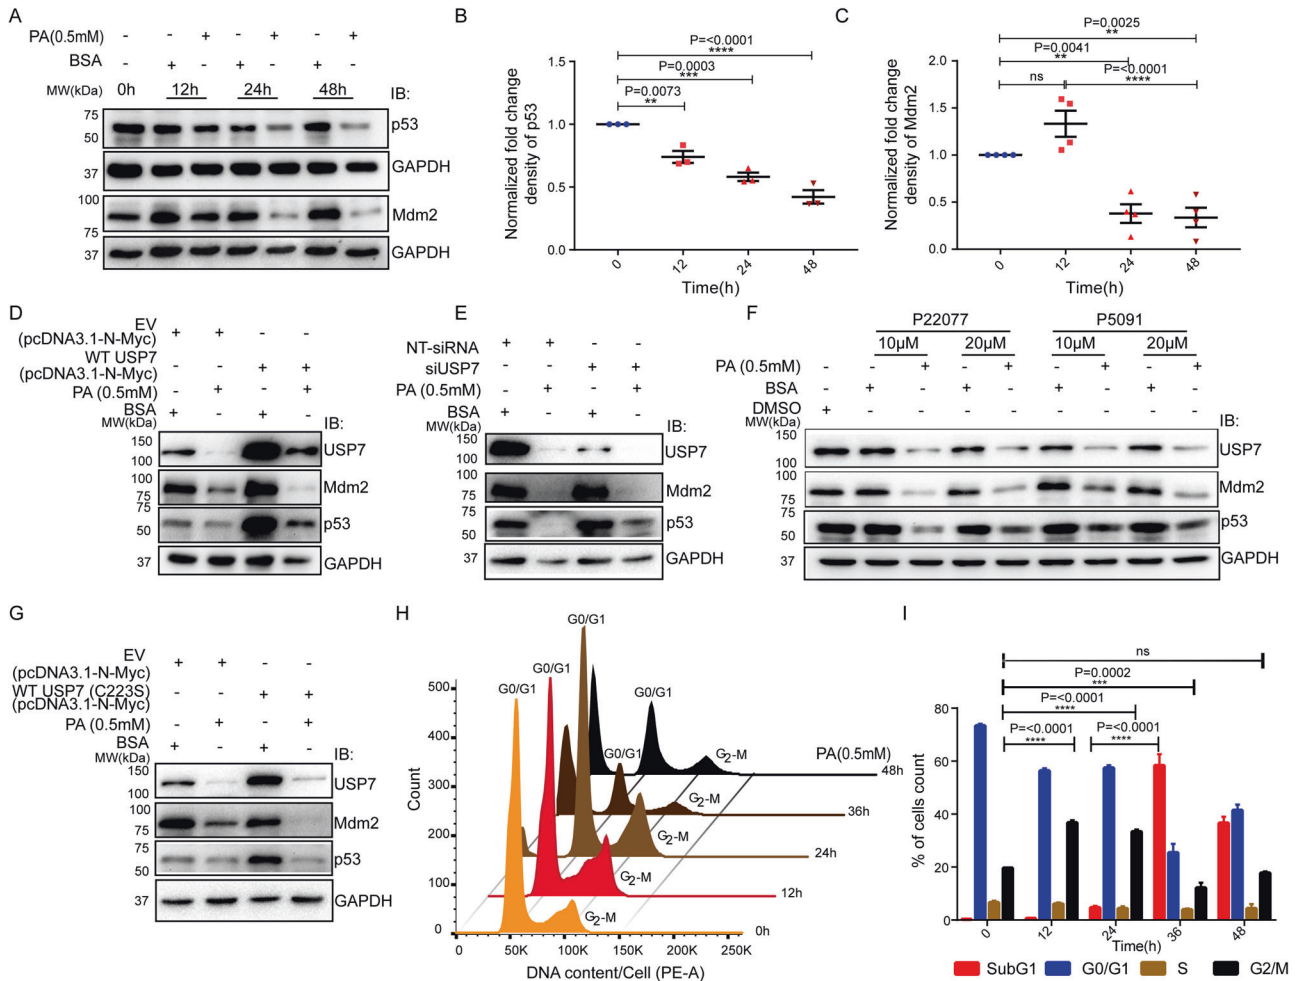 A
PA(0.5mM) - - + - + - +
BSA - + - + - + -
MW(kDa) 0h 12h 24h 48h IB:
75
50
p53
37
GAPDH
100
75
Mdm2
37
GAPDH
B
Normalized fold change
density of p53
1.5
1.0
0.5
0.0
P=<0.0001
****
P=0.0003
***
P=0.0073
**
0 12 24 48
Time(h)
C
Normalized fold change
density of Mdm2
2.0
1.5
1.0
0.5
0.0
P=0.0025
**
P=0.0041
**
ns
P=<0.0001
****
0 12 24 48
Time(h)
D
EV
(pcDNA3.1-N-Myc) + + - -
WT USP7
(pcDNA3.1-N-Myc) - - + +
PA (0.5mM) - + - +
BSA + - + -
MW(kDa) IB:
150
100
USP7
100
75
Mdm2
75
50
p53
37
GAPDH
E
NT-siRNA + + - -
siUSP7 - - + +
PA (0.5mM) - + - +
BSA + - + -
MW(kDa) IB:
150
100
USP7
100
75
Mdm2
75
50
p53
37
GAPDH
F
P22077 P5091
10µM 20µM 10µM 20µM
PA (0.5mM) - - + - + - + - +
BSA - + - + - + - + -
DMSO + - - - - - - - -
MW(kDa) IB:
150
100
USP7
100
75
Mdm2
75
50
p53
37
GAPDH
G
EV
(pcDNA3.1-N-Myc) + + - -
WT USP7 (C223S)
(pcDNA3.1-N-Myc) - - + +
PA (0.5mM) - + - +
BSA + - + -
MW(kDa) IB:
150
100
USP7
100
75
Mdm2
75
50
p53
37
GAPDH
H
Count
500
400
300
200
100
0
G0/G1
G0/G1
G0/G1
G0/G1
G0/G1
G2-M
G2-M
G2-M
G2-M
G2-M
PA(0.5mM)
48h
36h
24h
12h
0h
0 50K 100K 150K 200K 250K
DNA content/Cell (PE-A)
I
% of cells count
80
60
40
20
0
ns
P=0.0002
***
P=<0.0001
****
P=<0.0001
****
P=<0.0001
****
0 12 24 36 48
Time(h)
SubG1 G0/G1 S G2/M